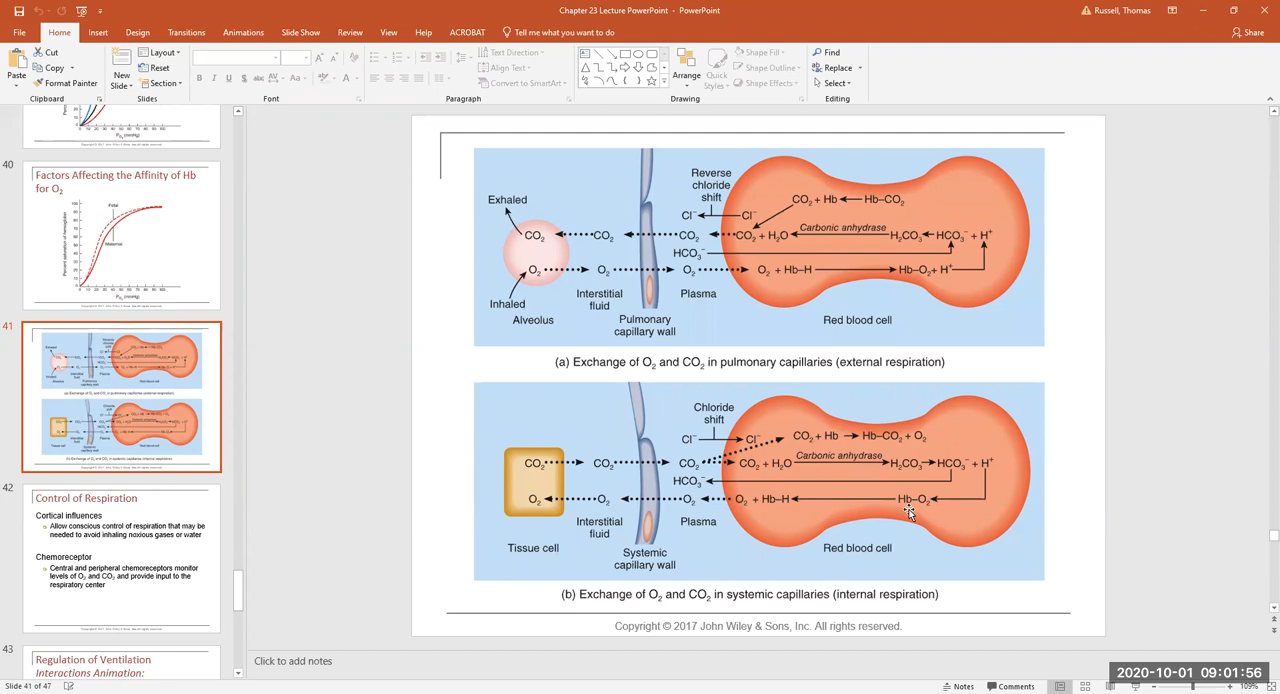 Chapter 23 Lecture PowerPoint - PowerPoint
Russell, Thomas
File Home Insert Design Transitions Animations Slide Show Review View Help ACROBAT Tell me what you want to do Share
Paste
Cut
Copy
Format Painter
Clipboard
New
Slide
Layout
Reset
Section
Slides
Font
Text Direction
Align Text
Convert to SmartArt
Paragraph
Arrange
Quick
Styles
Shape Fill
Shape Outline
Shape Effects
Drawing
Find
Replace
Select
Editing
40
Factors Affecting the Affinity of Hb
for O₂
Fetal
Maternal
Percent saturation of hemoglobin
41
42
Control of Respiration
Cortical influences
Allow conscious control of respiration that may be
needed to avoid inhaling noxious gases or water
Chemoreceptor
Central and peripheral chemoreceptors monitor
levels of O₂ and CO₂ and provide input to the
respiratory center
43
Regulation of Ventilation
Interactions Animation:
Reverse
chloride
shift
Exhaled
CO₂ + Hb Hb–CO₂
Cl⁻ Cl⁻
Carbonic anhydrase
CO₂ CO₂ CO₂ CO₂ + H₂O H₂CO₃ HCO₃⁻ + H⁺
HCO₃⁻
O₂ O₂ O₂ O₂ + Hb–H Hb–O₂ + H⁺
Inhaled
Alveolus
Interstitial
fluid
Plasma
Pulmonary
capillary wall
Red blood cell
(a) Exchange of O₂ and CO₂ in pulmonary capillaries (external respiration)
Chloride
shift
Cl⁻ Cl⁻
CO₂ + Hb Hb–CO₂ + O₂
Carbonic anhydrase
CO₂ CO₂ CO₂ CO₂ + H₂O H₂CO₃ HCO₃⁻ + H⁺
HCO₃⁻
O₂ O₂ O₂ O₂ + Hb–H Hb–O₂
Interstitial
fluid
Plasma
Tissue cell
Systemic
capillary wall
Red blood cell
(b) Exchange of O₂ and CO₂ in systemic capillaries (internal respiration)
Copyright © 2017 John Wiley & Sons, Inc. All rights reserved.
Click to add notes
2020-10-01 09:01:56
Slide 41 of 47
Notes Comments 109%